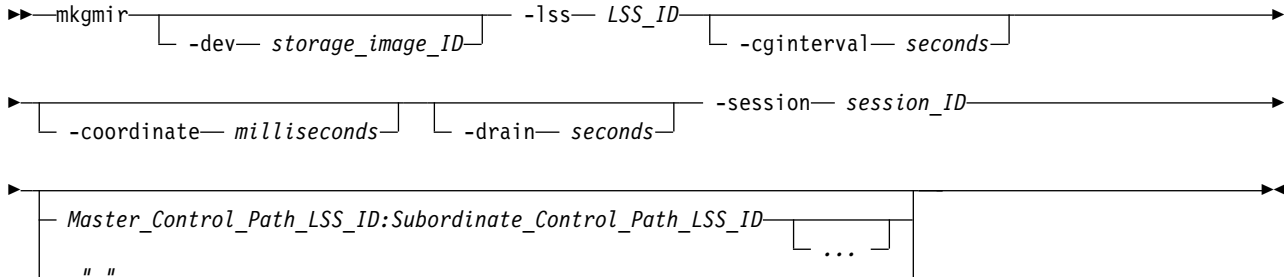 mkgmir -lss LSS_ID
-dev storage_image_ID -cginterval seconds
-session session_ID
-coordinate milliseconds -drain seconds
Master_Control_Path_LSS_ID:Subordinate_Control_Path_LSS_ID
...
" "